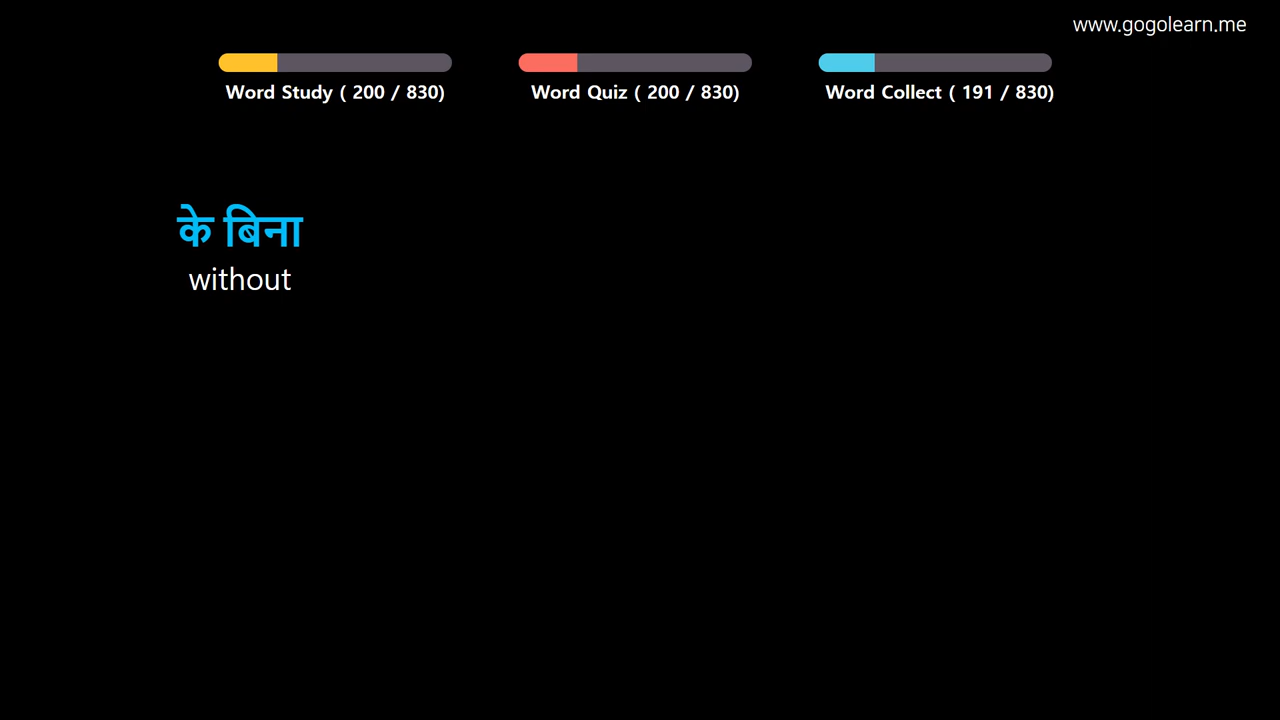 www.gogolearn.me
Word Study ( 200 / 830)
Word Quiz ( 200 / 830)
Word Collect ( 191 / 830)
के बिना
without